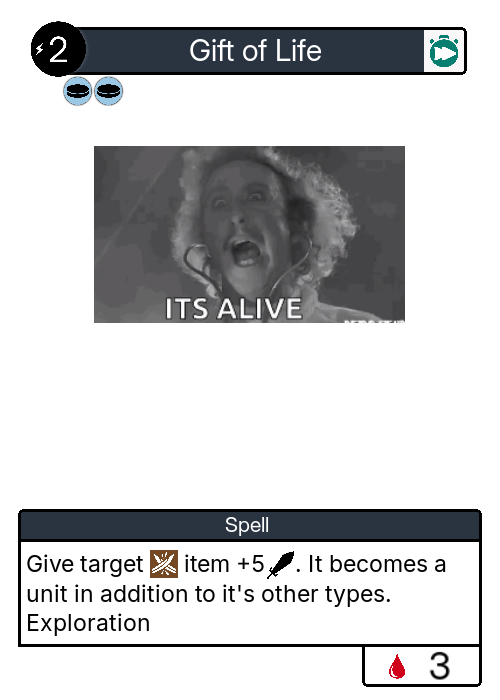 2
Gift of Life
ITS ALIVE
Spell
Give target item +5. It becomes a
unit in addition to it's other types.
Exploration
3